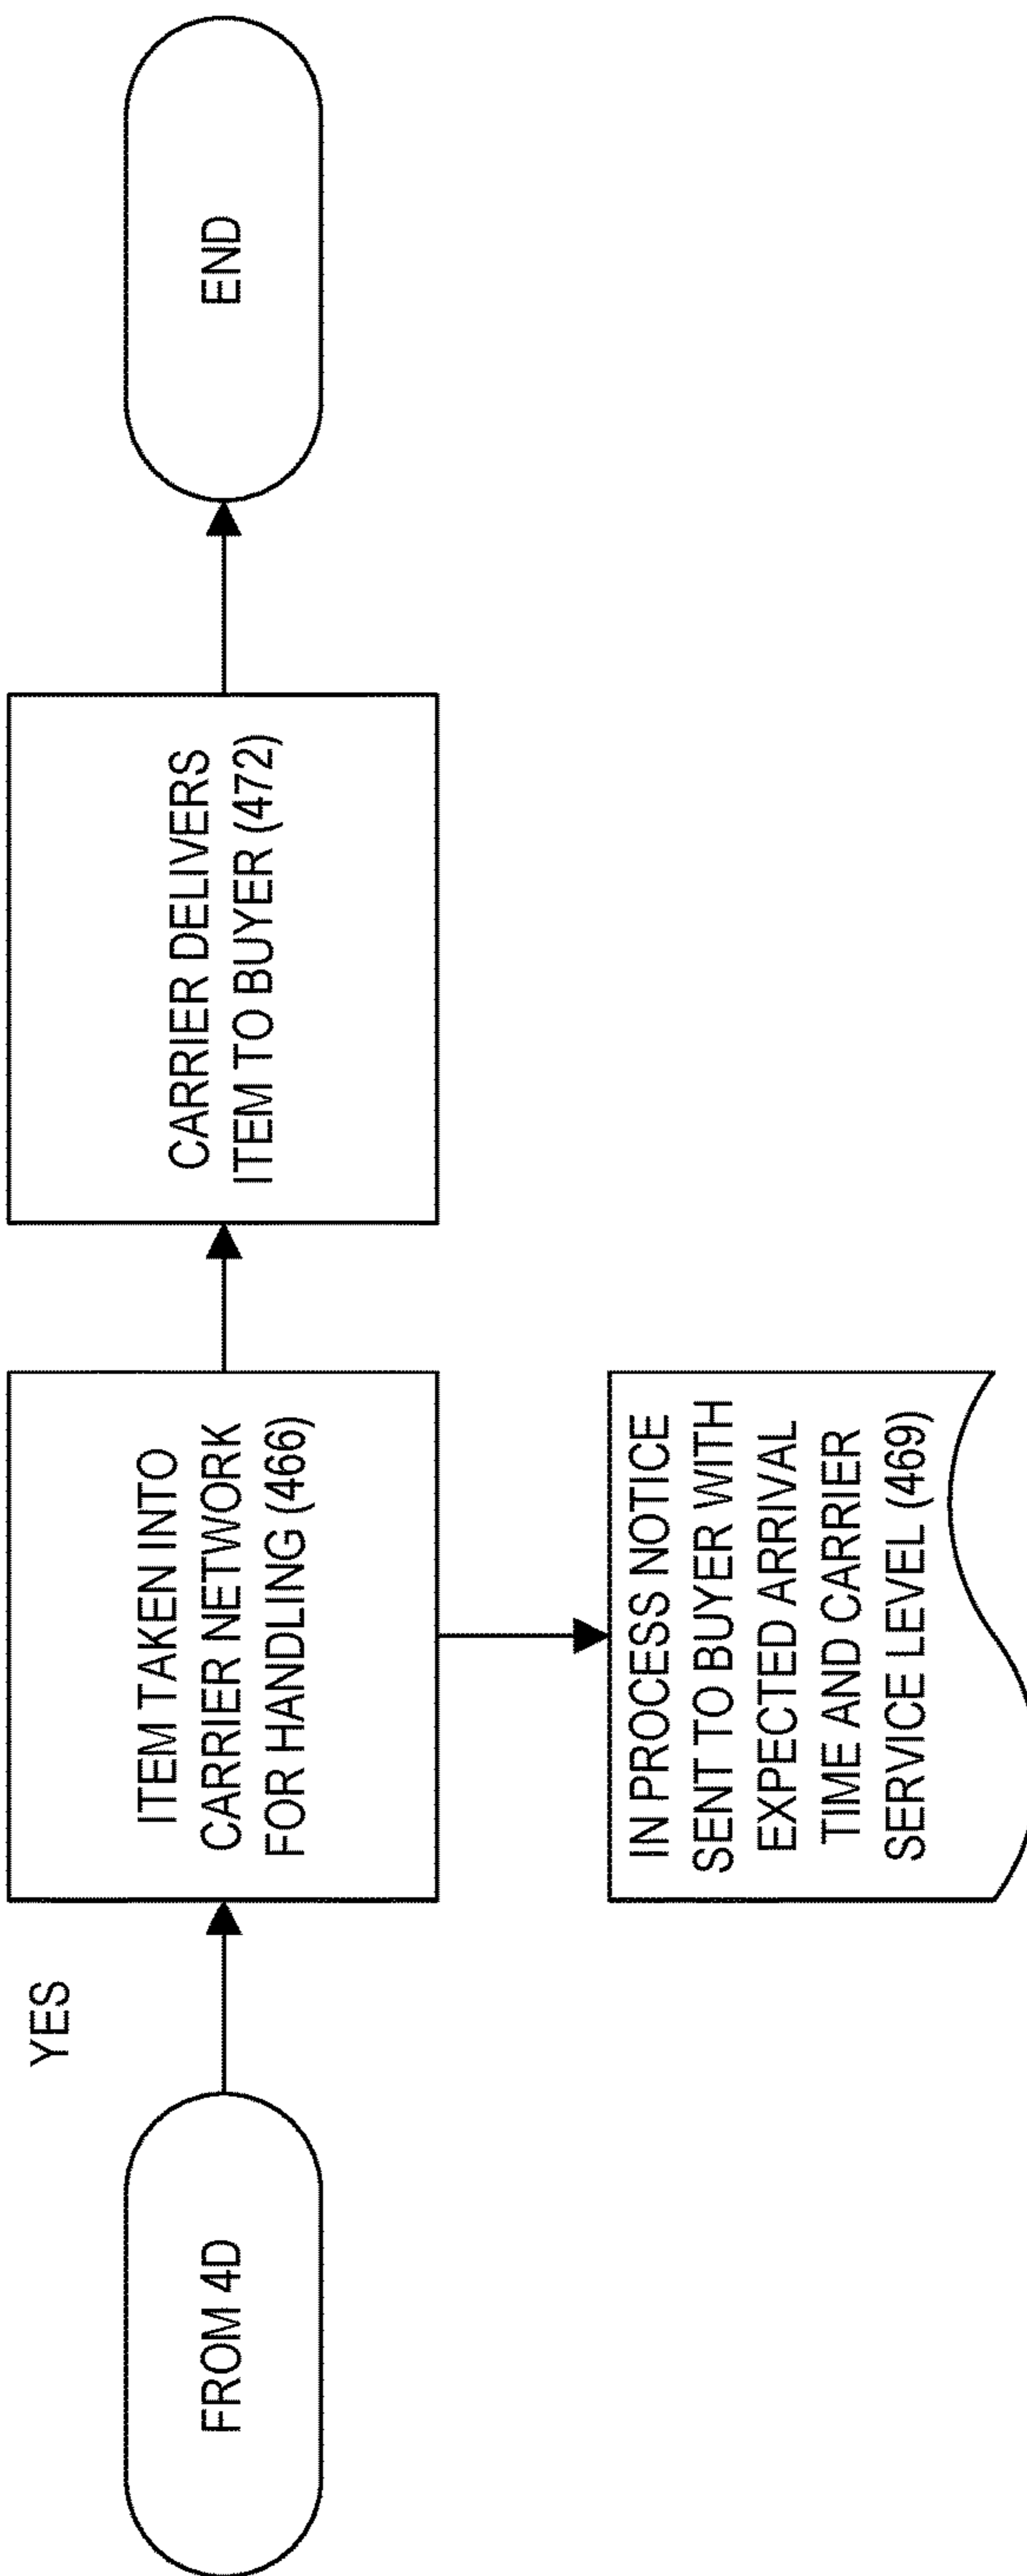 FROM 4D
YES
ITEM TAKEN INTO
CARRIER NETWORK
FOR HANDLING (466)
IN PROCESS NOTICE
SENT TO BUYER WITH
EXPECTED ARRIVAL
TIME AND CARRIER
SERVICE LEVEL (469)
CARRIER DELIVERS
ITEM TO BUYER (472)
END